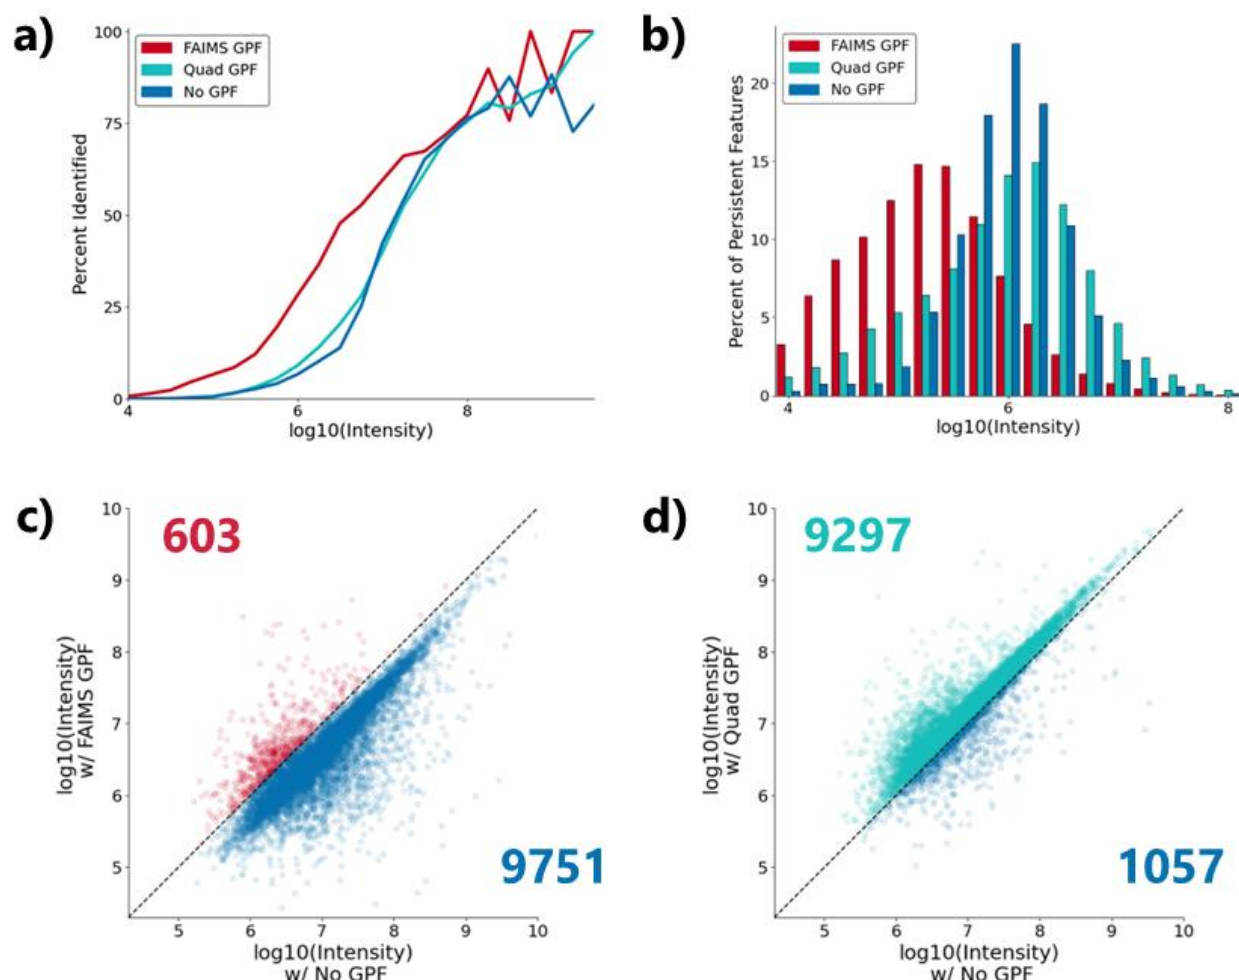 a)
100
75
50
25
0
Percent Identified
FAIMS GPF
Quad GPF
No GPF
4
6
8
log10(Intensity)
b)
20
15
10
5
0
Percent of Persistent Features
FAIMS GPF
Quad GPF
No GPF
4
6
8
log10(Intensity)
c)
603
9751
10
9
8
7
6
5
log10(Intensity)
w/ FAIMS GPF
5
6
7
8
9
10
log10(Intensity)
w/ No GPF
d)
9297
1057
10
9
8
7
6
5
log10(Intensity)
w/ Quad GPF
5
6
7
8
9
10
log10(Intensity)
w/ No GPF